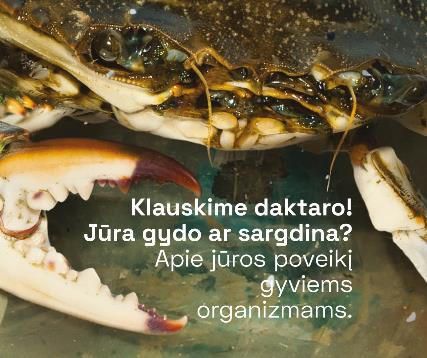 Klauskime daktaro!
Jūra gydo ar sargdina?
Apie jūros poveikį
gyviems
organizmams.